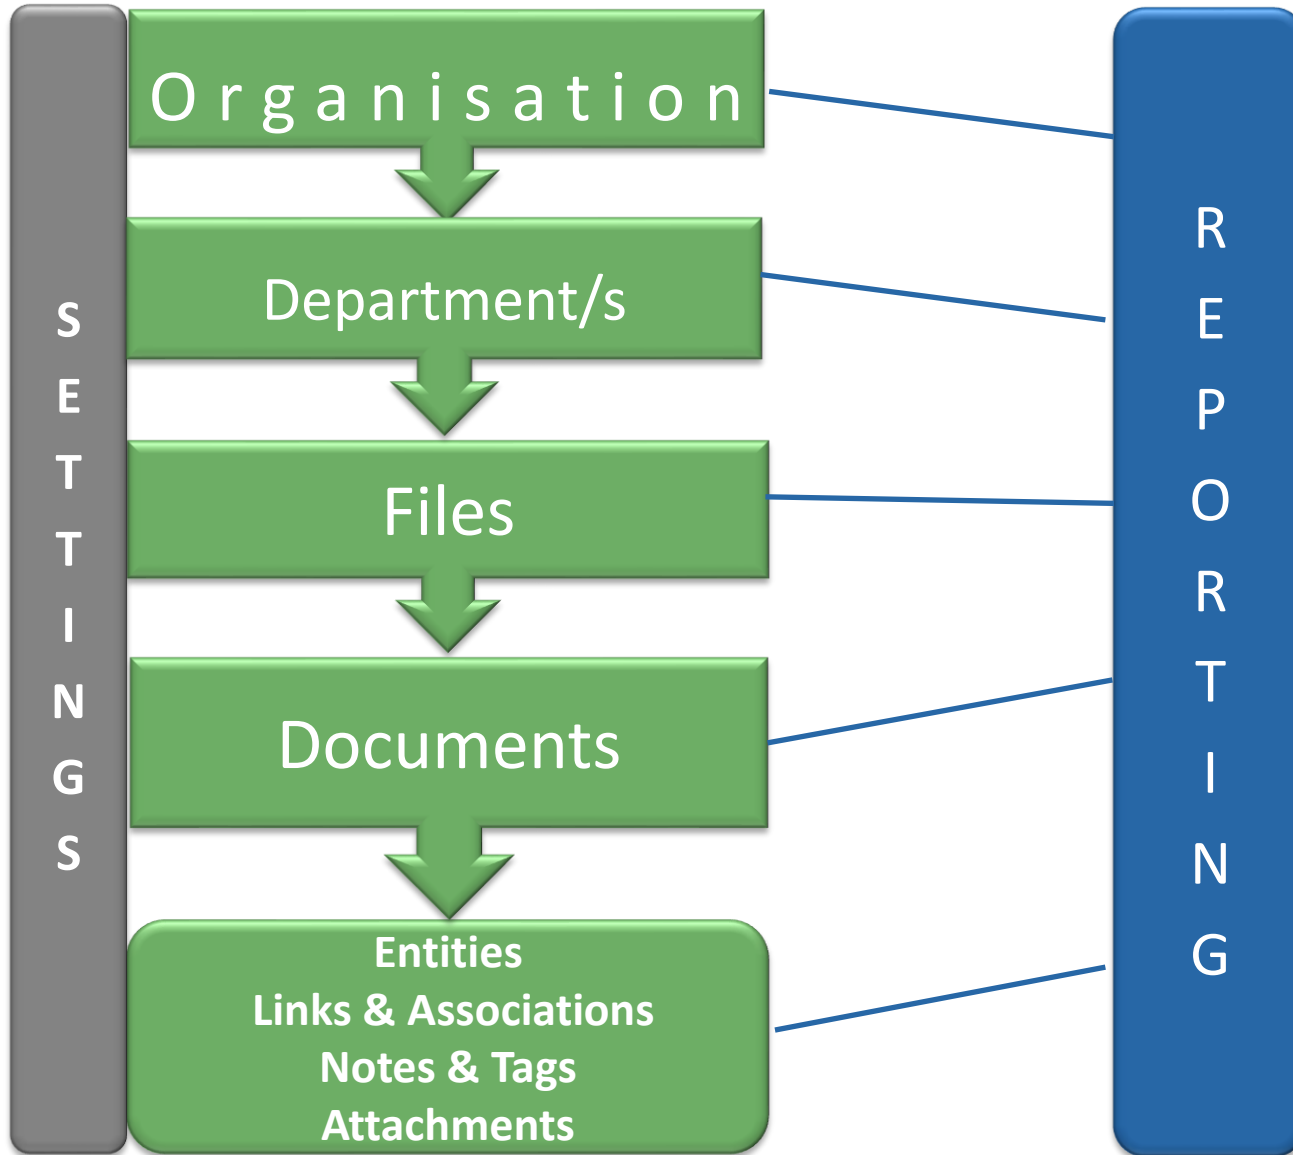 SETTINGS
Organisation
Department/s
Files
Documents
Entities
Links & Associations
Notes & Tags
Attachments
REPORTING